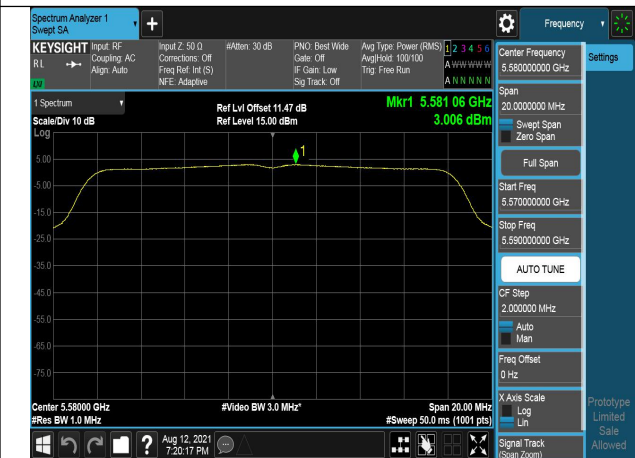 Spectrum Analyzer 1
Swept SA
+
Frequency
KEYSIGHT
RL
LXI
Input: RF
Coupling: AC
Align: Auto
Input Z: 50 Ω
Corrections: Off
Freq Ref: Int (S)
NFE: Adaptive
#Atten: 30 dB
PNO: Best Wide
Gate: Off
IF Gain: Low
Sig Track: Off
Avg Type: Power (RMS)
Avg|Hold: 100/100
Trig: Free Run
1 2 3 4 5 6
A W W W W W
A N N N N N
1 Spectrum
Scale/Div 10 dB
Log
Ref Lvl Offset 11.47 dB
Ref Level 15.00 dBm
Mkr1 5.581 06 GHz
3.006 dBm
1
5.00
-5.00
-15.0
-25.0
-35.0
-45.0
-55.0
-65.0
-75.0
Center 5.58000 GHz
#Res BW 1.0 MHz
#Video BW 3.0 MHz*
Span 20.00 MHz
#Sweep 50.0 ms (1001 pts)
Center Frequency
5.580000000 GHz
Span
20.0000000 MHz
Swept Span
Zero Span
Full Span
Start Freq
5.570000000 GHz
Stop Freq
5.590000000 GHz
AUTO TUNE
CF Step
2.000000 MHz
Auto
Man
Freq Offset
0 Hz
X Axis Scale
Log
Lin
Signal Track
(Span Zoom)
Settings
Prototype
Limited
Sale
Allowed
?
Aug 12, 2021
7:20:17 PM